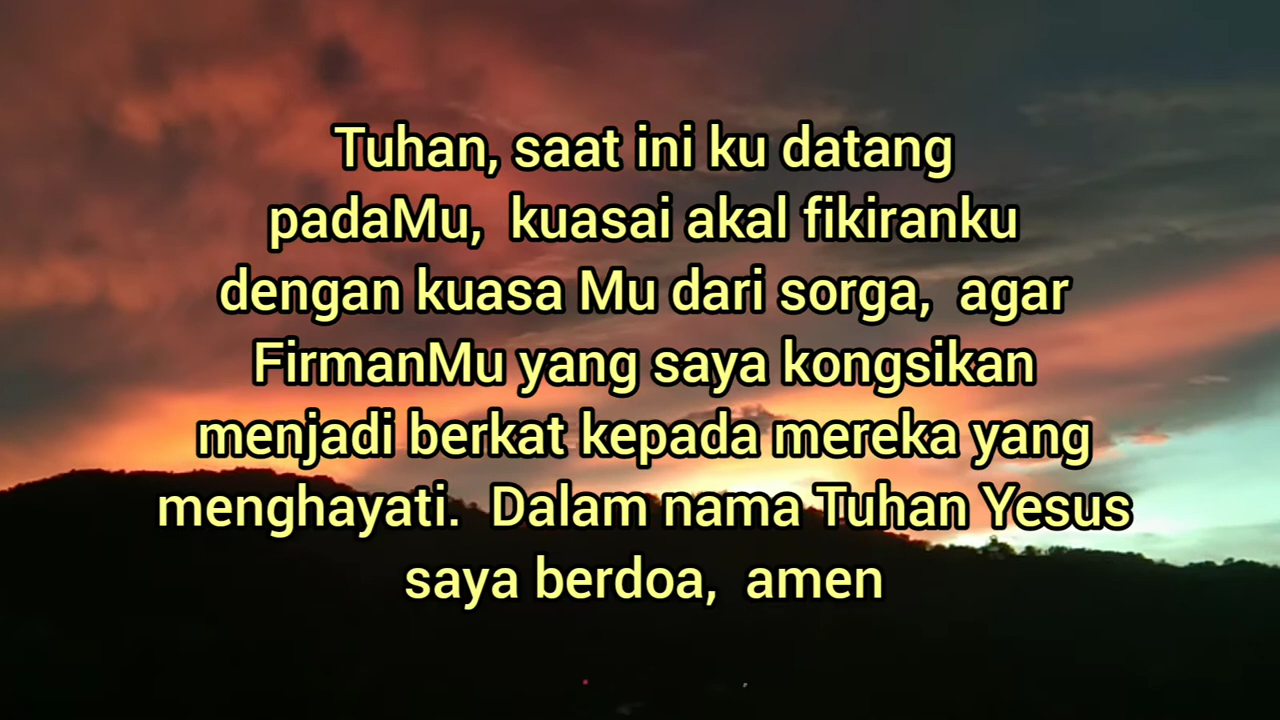 Tuhan, saat ini ku datang
padaMu,  kuasai akal fikiranku
dengan kuasa Mu dari sorga,  agar
FirmanMu yang saya kongsikan
menjadi berkat kepada mereka yang
menghayati.  Dalam nama Tuhan Yesus
saya berdoa,  amen